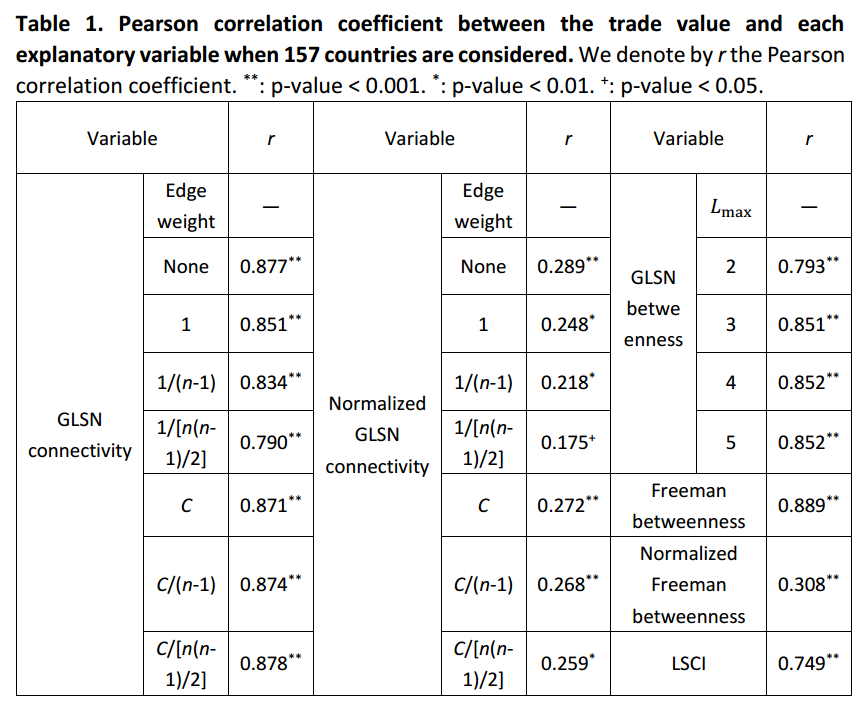 Table 1. Pearson correlation coefficient between the trade value and each
explanatory variable when 157 countries are considered. We denote by r the Pearson
correlation coefficient. **: p-value < 0.001. *: p-value < 0.01. +: p-value < 0.05.
Variable r Variable r Variable r
GLSN
connectivity
Edge
weight
—
None 0.877**
1 0.851**
1/(n-1) 0.834**
1/[n(n-
1)/2]
0.790**
C 0.871**
C/(n-1) 0.874**
C/[n(n-
1)/2]
0.878**
Normalized
GLSN
connectivity
Edge
weight
—
None 0.289**
1 0.248*
1/(n-1) 0.218*
1/[n(n-
1)/2]
0.175+
C 0.272**
C/(n-1) 0.268**
C/[n(n-
1)/2]
0.259*
GLSN
betwe
enness
Lmax —
2 0.793**
3 0.851**
4 0.852**
5 0.852**
Freeman
betweenness
0.889**
Normalized
Freeman
betweenness
0.308**
LSCI 0.749**